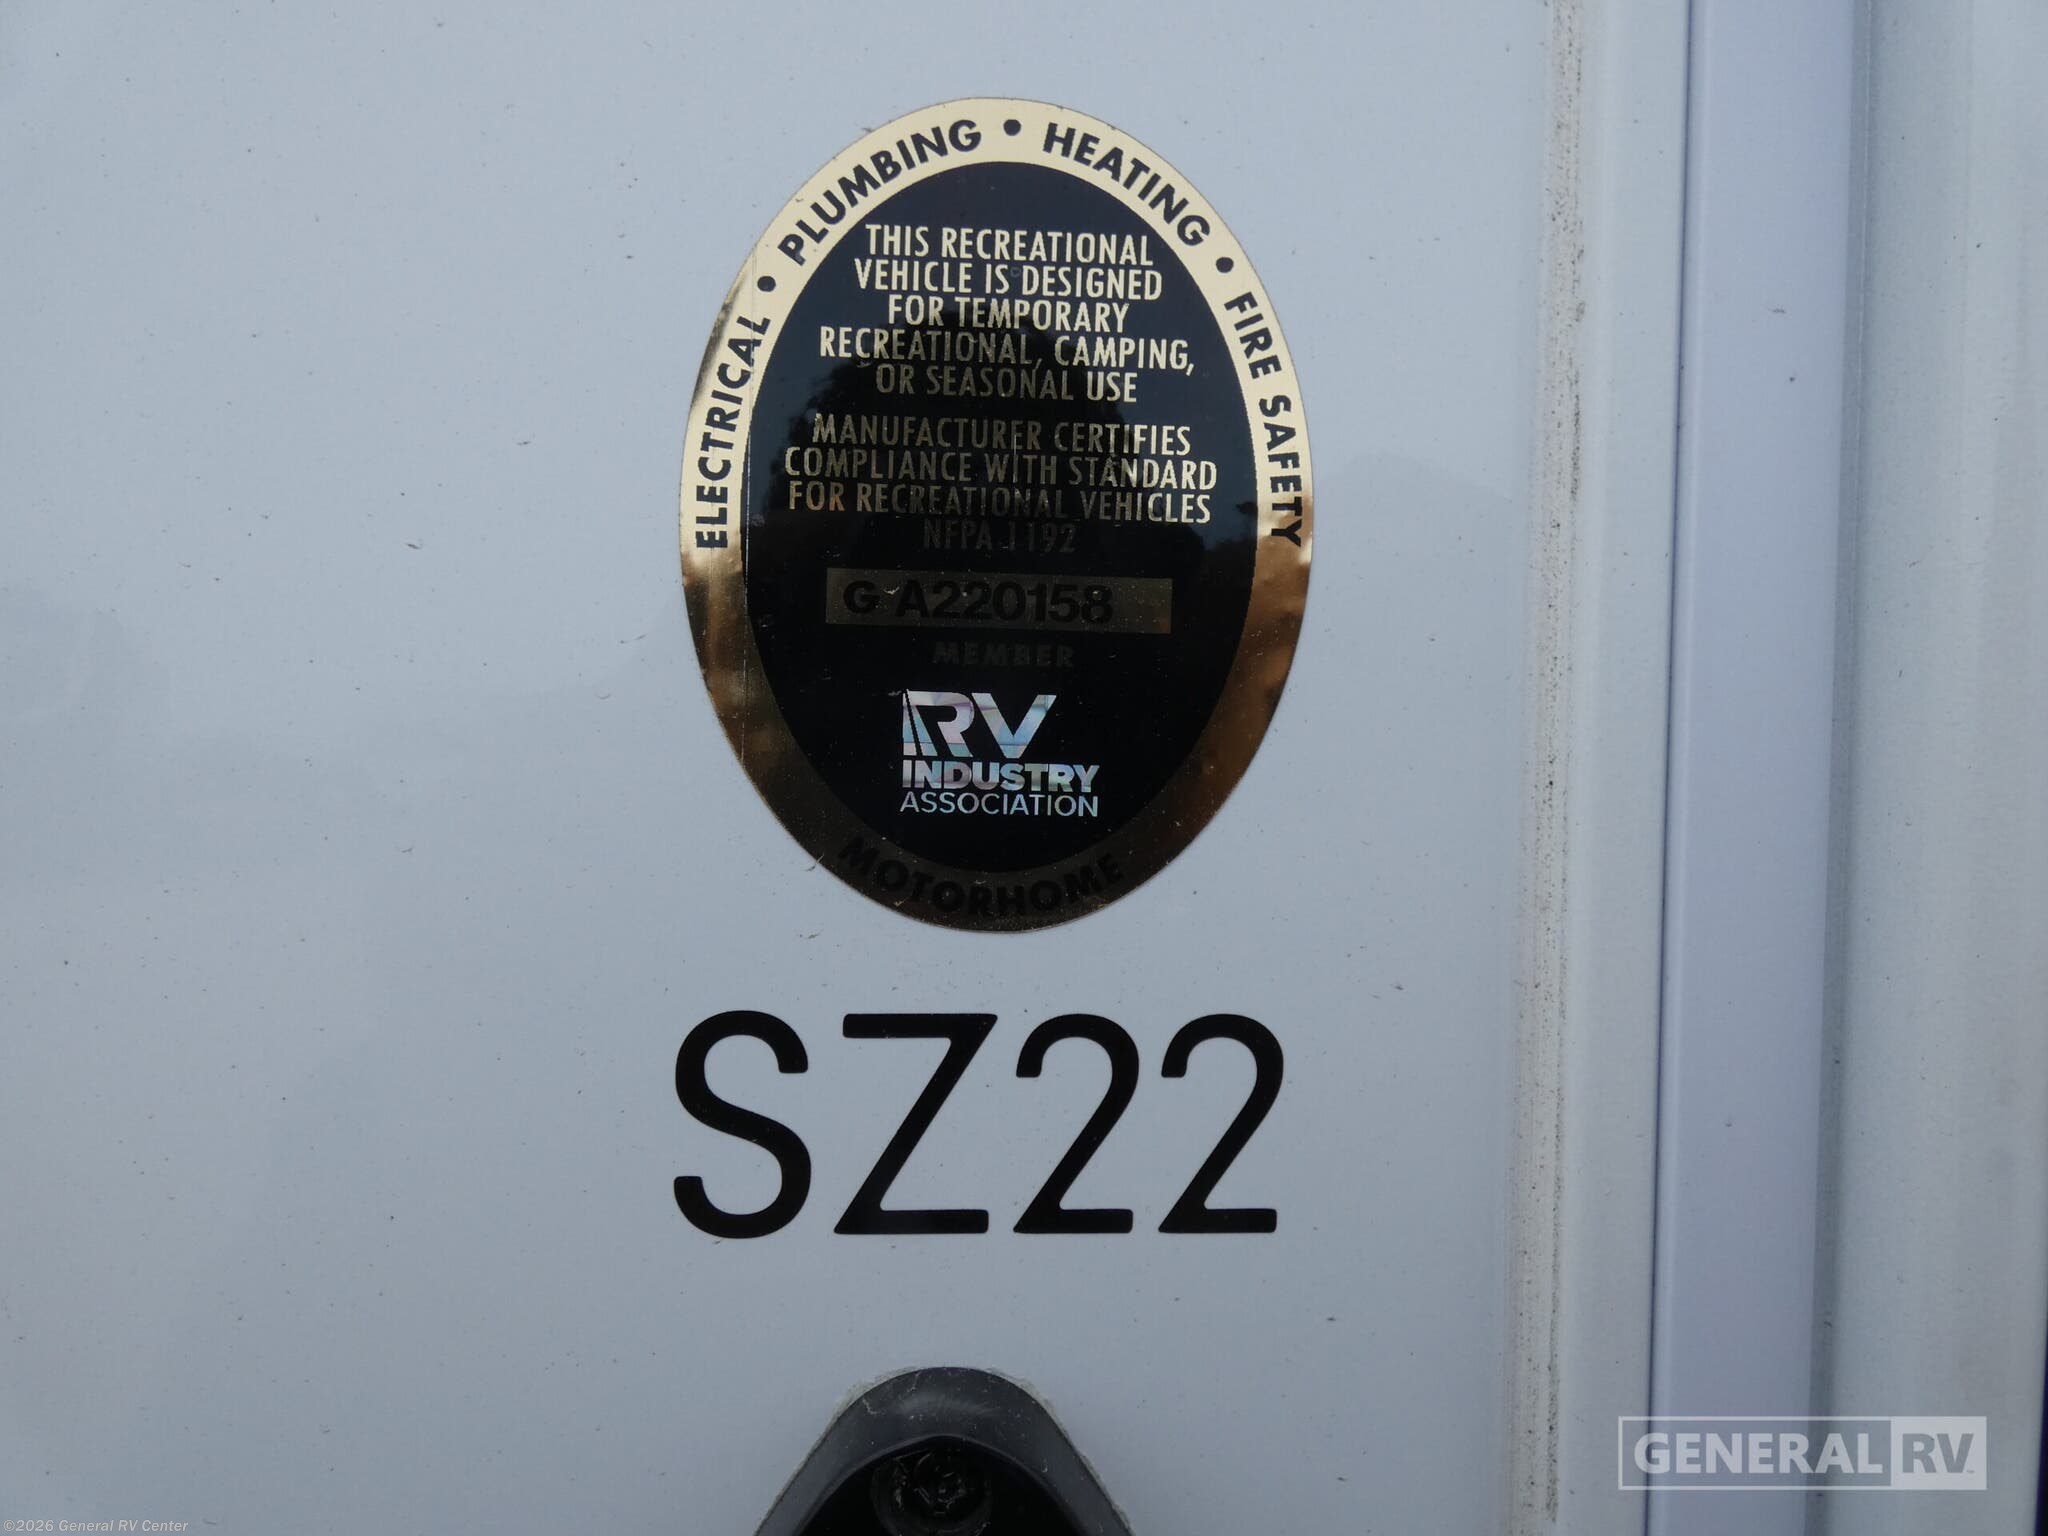 ELECTRICAL • PLUMBING • HEATING • FIRE SAFETY
THIS RECREATIONAL
VEHICLE IS DESIGNED
FOR TEMPORARY
RECREATIONAL, CAMPING,
OR SEASONAL USE
MANUFACTURER CERTIFIES
COMPLIANCE WITH STANDARD
FOR RECREATIONAL VEHICLES
NFPA 1192
G A220158
MEMBER
RV
INDUSTRY
ASSOCIATION
MOTORHOME
SZ22
GENERAL RV
©2026 General RV Center